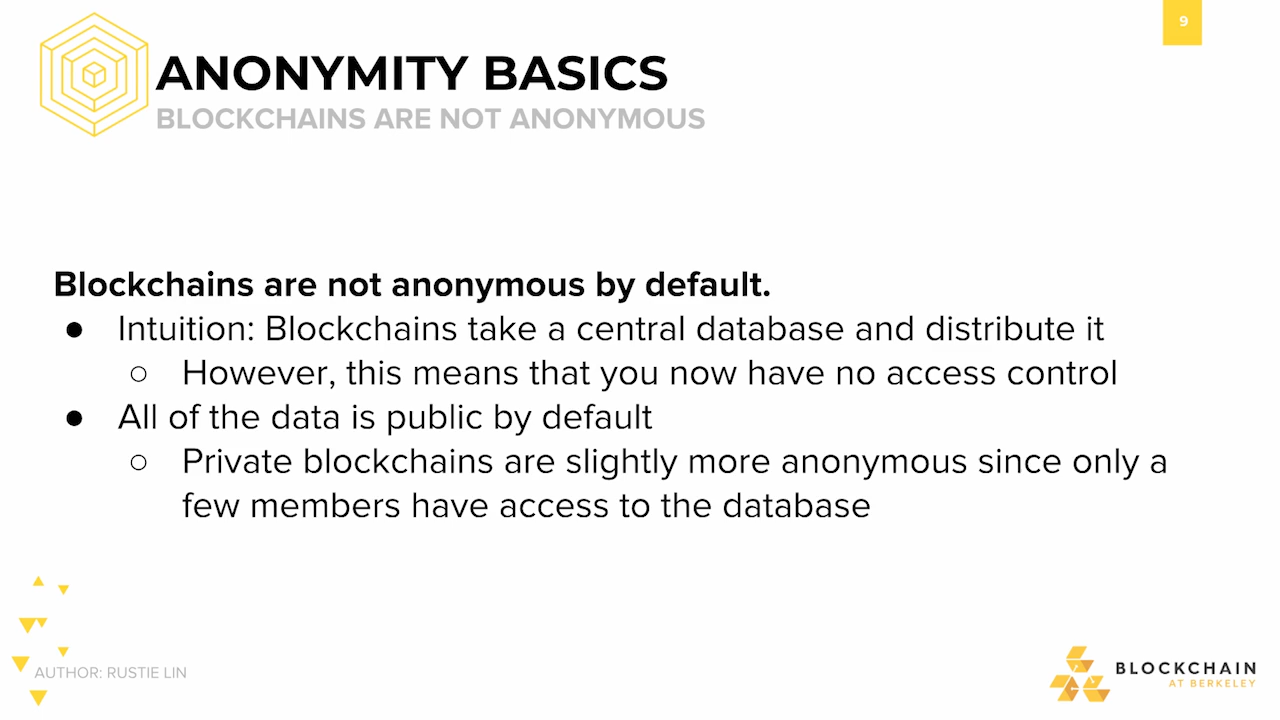 9
ANONYMITY BASICS
BLOCKCHAINS ARE NOT ANONYMOUS
Blockchains are not anonymous by default.
● Intuition: Blockchains take a central database and distribute it
○ However, this means that you now have no access control
● All of the data is public by default
○ Private blockchains are slightly more anonymous since only a
few members have access to the database
AUTHOR: RUSTIE LIN
BLOCKCHAIN
AT BERKELEY